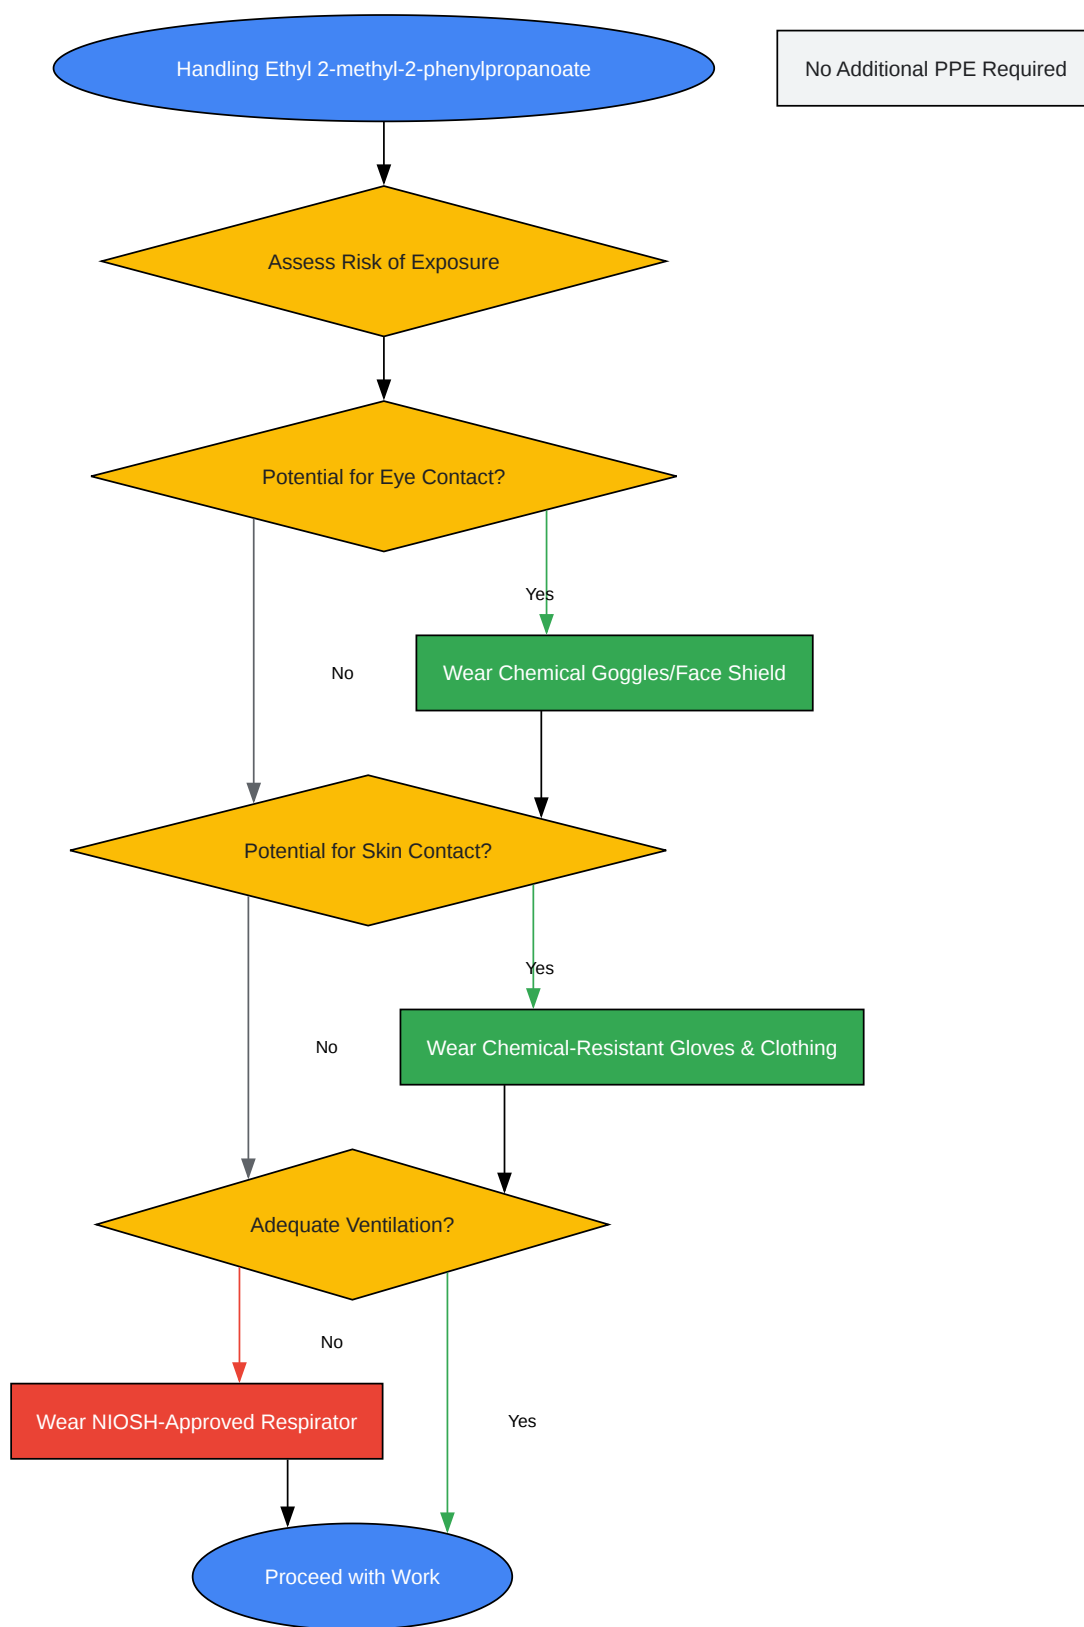 Handling Ethyl 2-methyl-2-phenylpropanoate
No Additional PPE Required
Assess Risk of Exposure
Potential for Eye Contact?
Yes
No
Wear Chemical Goggles/Face Shield
Potential for Skin Contact?
Yes
No
Wear Chemical-Resistant Gloves & Clothing
Adequate Ventilation?
No
Wear NIOSH-Approved Respirator
Yes
Proceed with Work